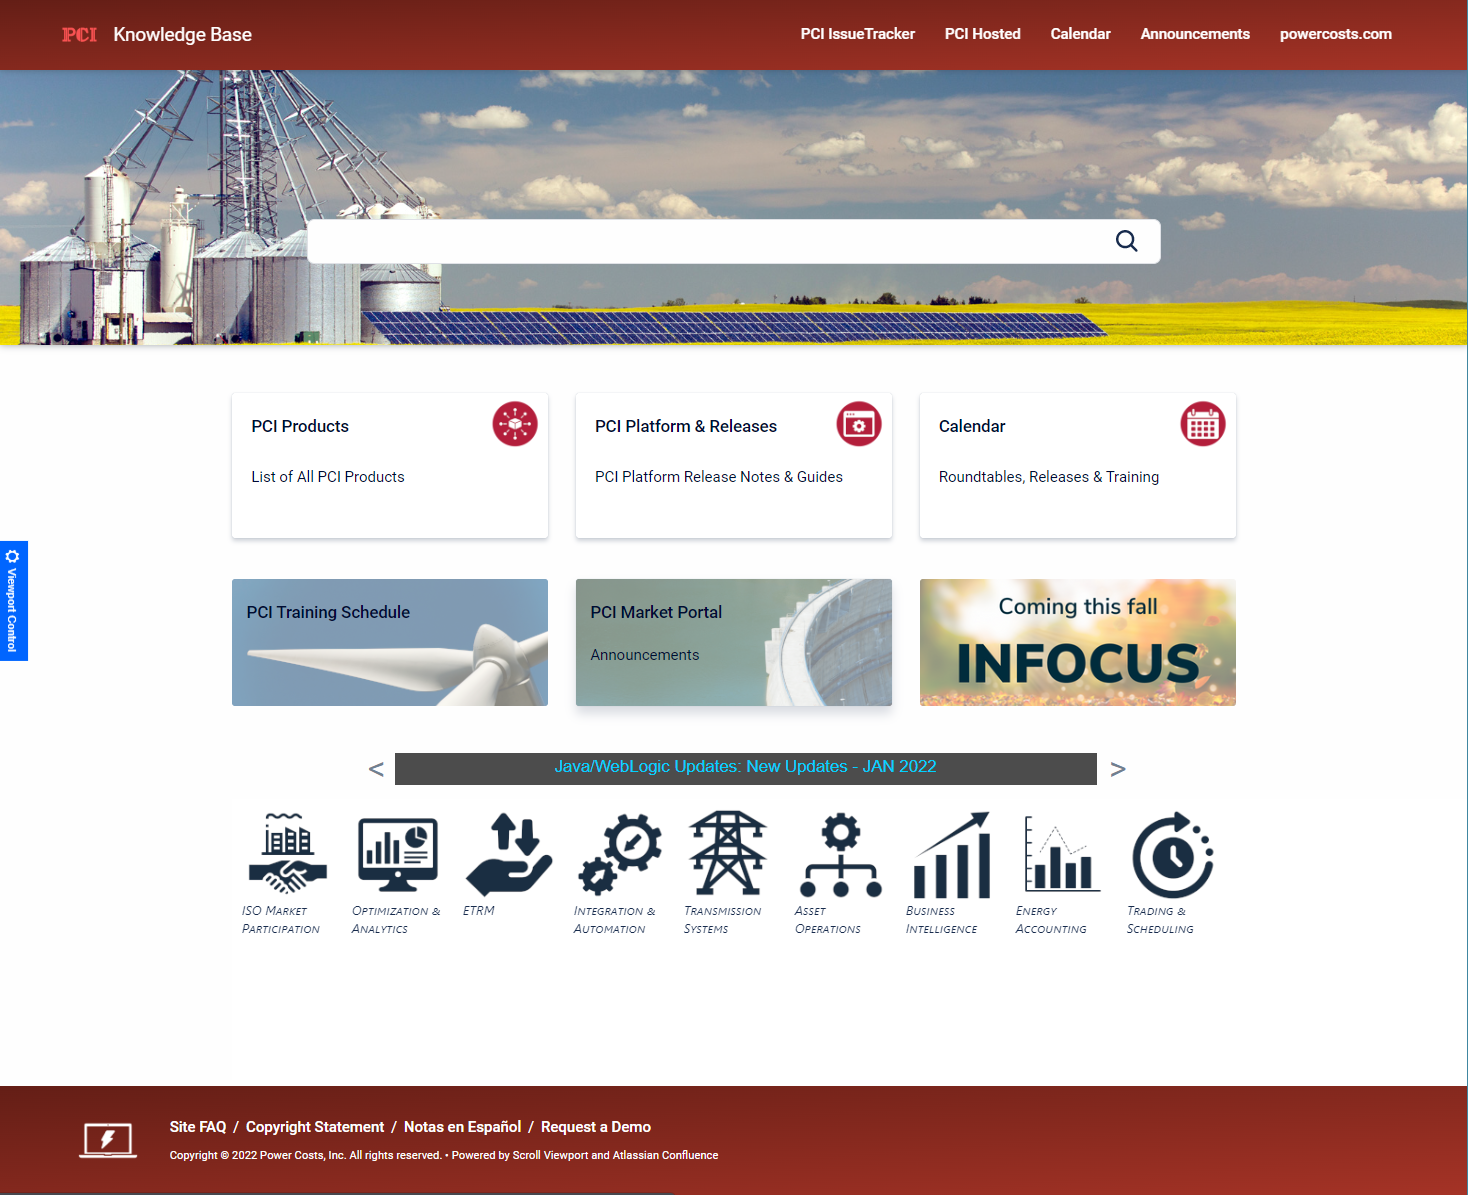 PCI Knowledge Base
PCI IssueTracker PCI Hosted Calendar Announcements powercosts.com
PCI Products
List of All PCI Products
PCI Platform & Releases
PCI Platform Release Notes & Guides
Calendar
Roundtables, Releases & Training
Viewport Control
PCI Training Schedule
PCI Market Portal
Announcements
Coming this fall
INFOCUS
< Java/WebLogic Updates: New Updates - JAN 2022 >
ISO Market
Participation
Optimization &
Analytics
ETRM
Integration &
Automation
Transmission
Systems
Asset
Operations
Business
Intelligence
Energy
Accounting
Trading &
Scheduling
Site FAQ / Copyright Statement / Notas en Español / Request a Demo
Copyright © 2022 Power Costs, Inc. All rights reserved. • Powered by Scroll Viewport and Atlassian Confluence